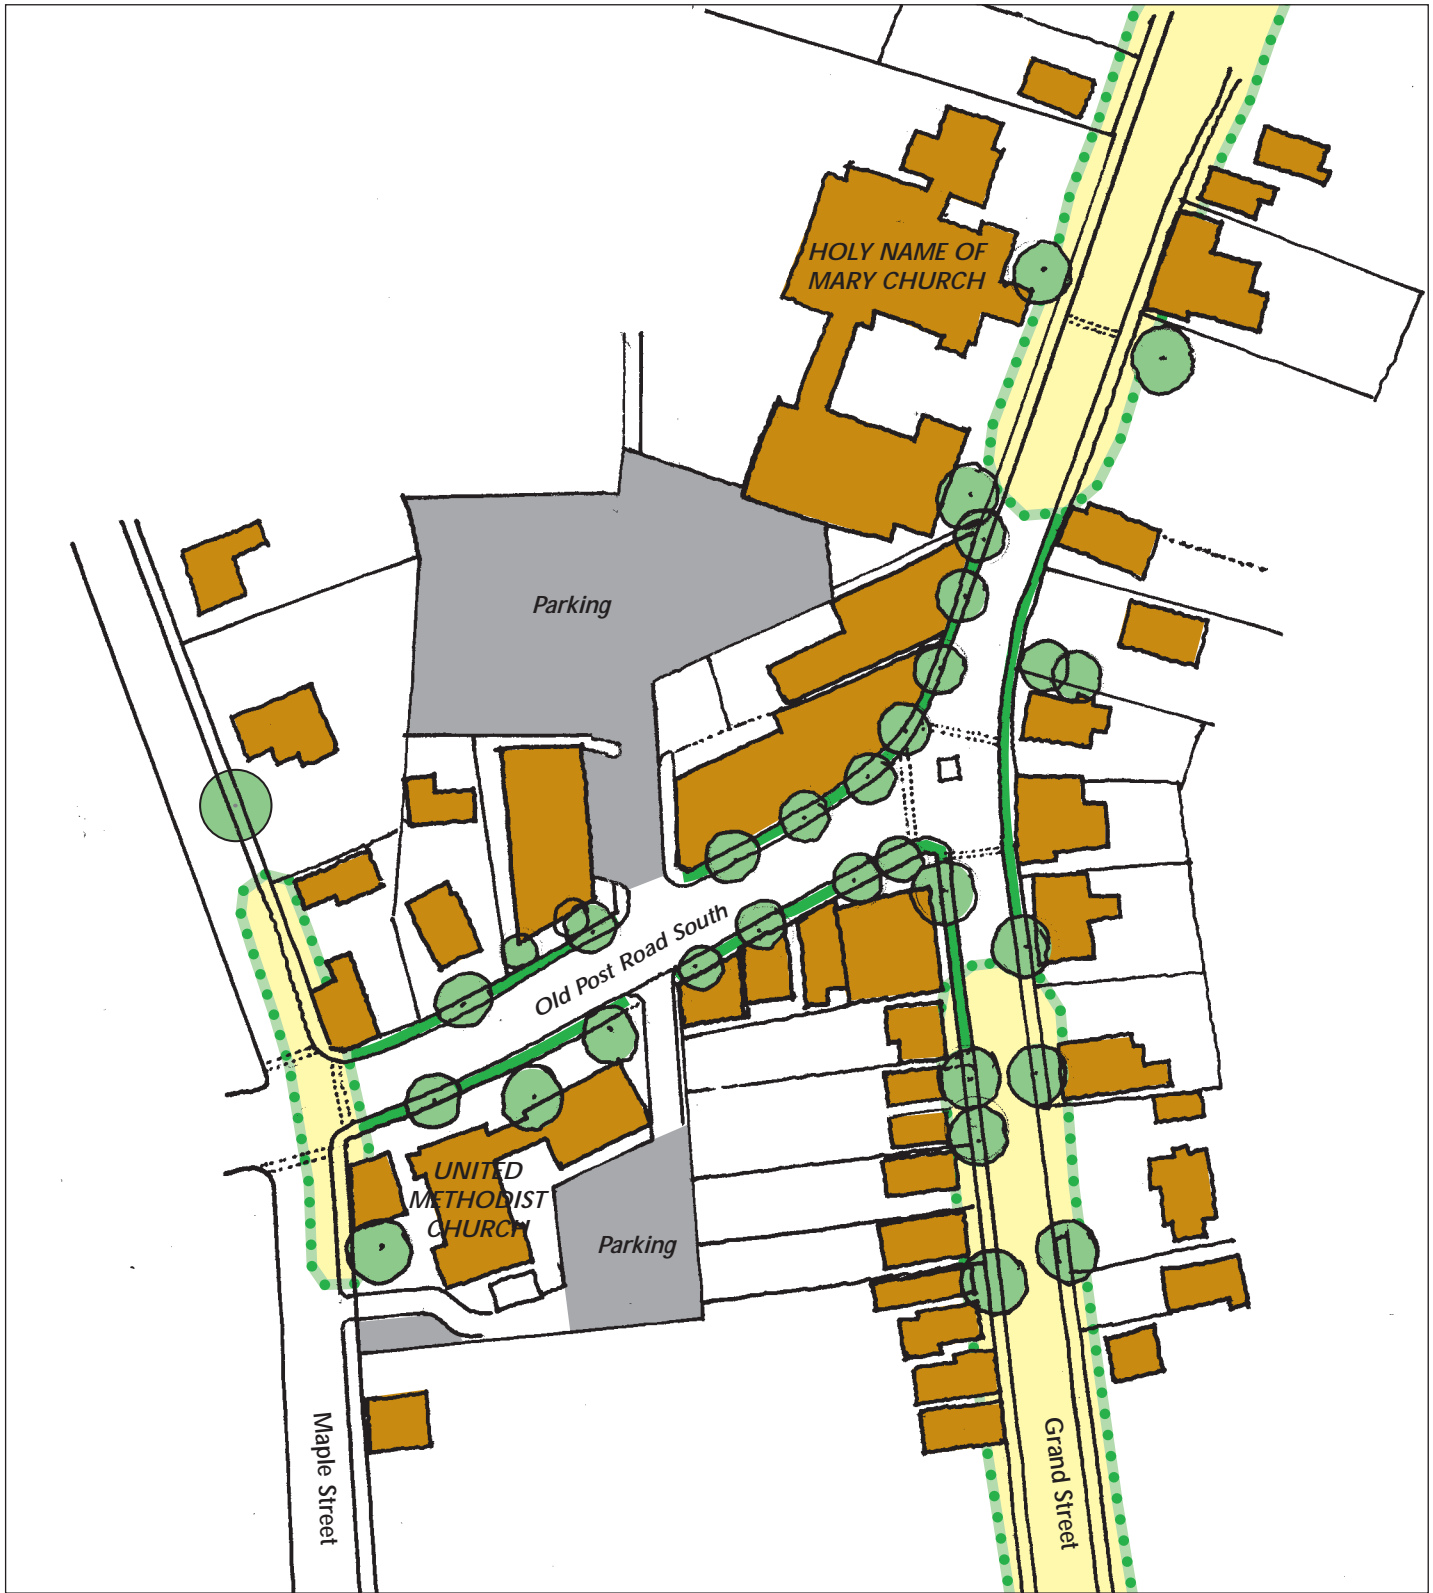 HOLY NAME OF
MARY CHURCH
Parking
Old Post Road South
UNITED
METHODIST
CHURCH
Parking
Maple Street
Grand Street